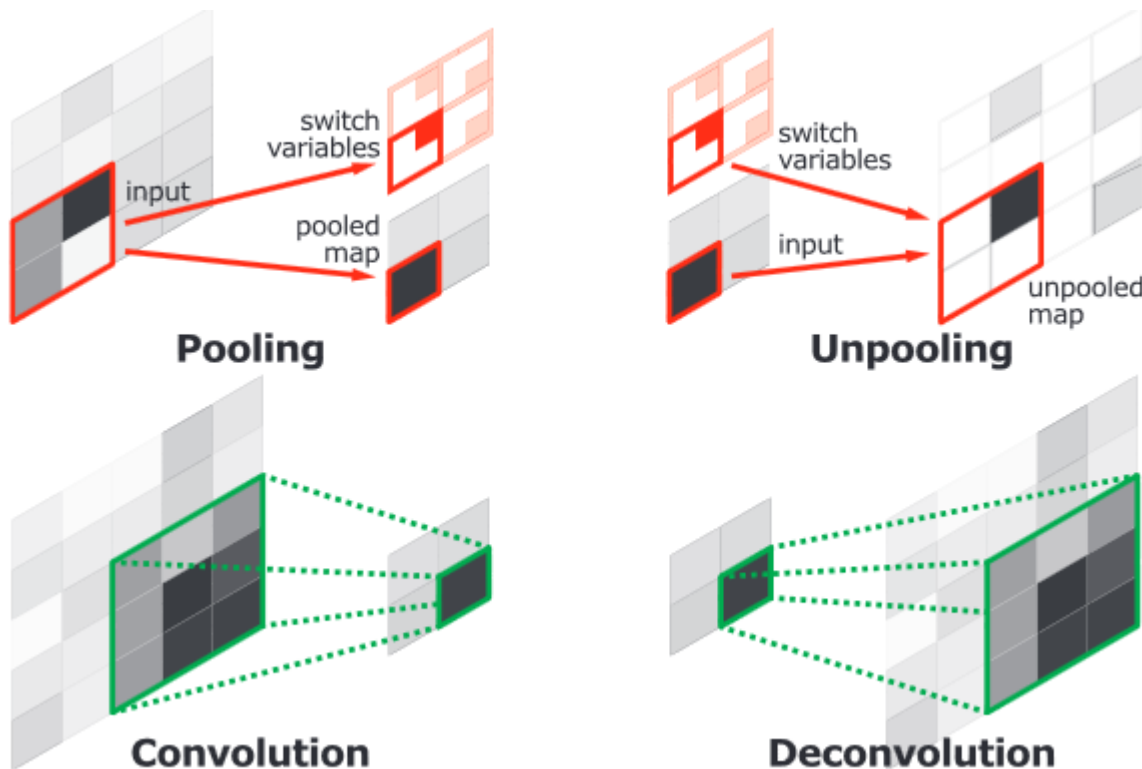 switch
variables
input
pooled
map
Pooling
switch
variables
input
unpooled
map
Unpooling
Convolution
Deconvolution